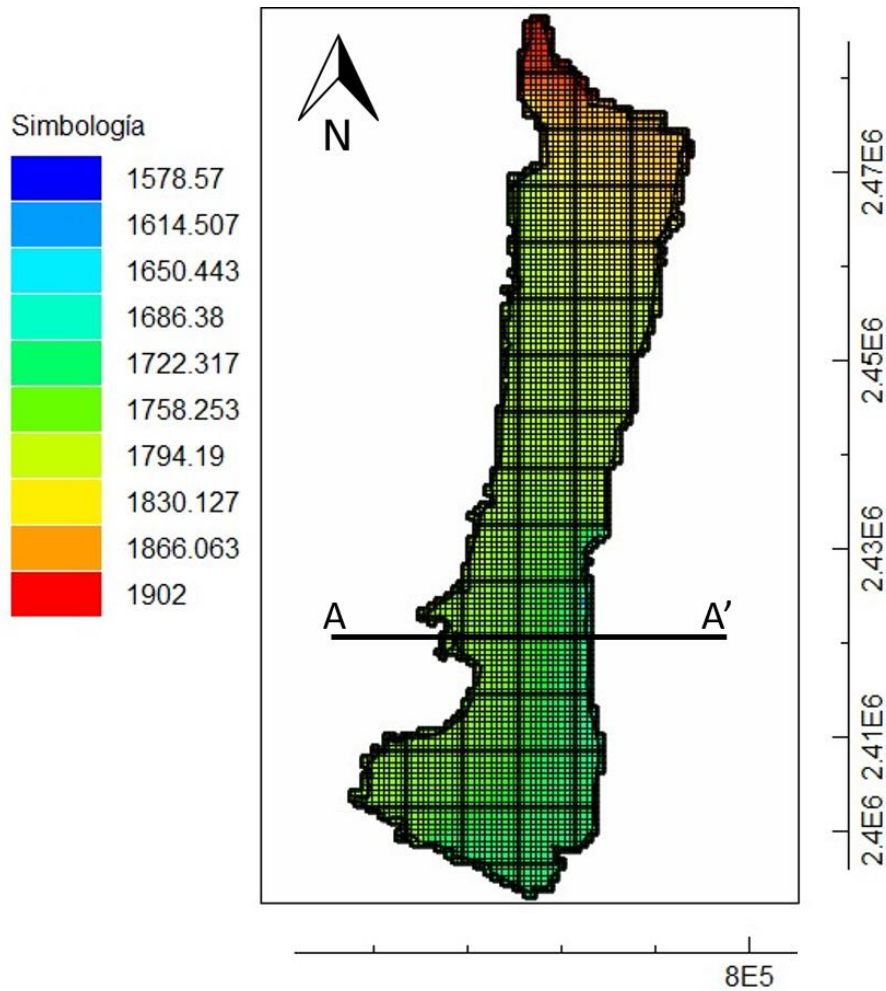 N
Simbología
1578.57
1614.507
1650.443
1686.38
1722.317
1758.253
1794.19
1830.127
1866.063
1902
A A’
2.47E6
2.45E6
2.43E6
2.41E6
2.4E6
8E5